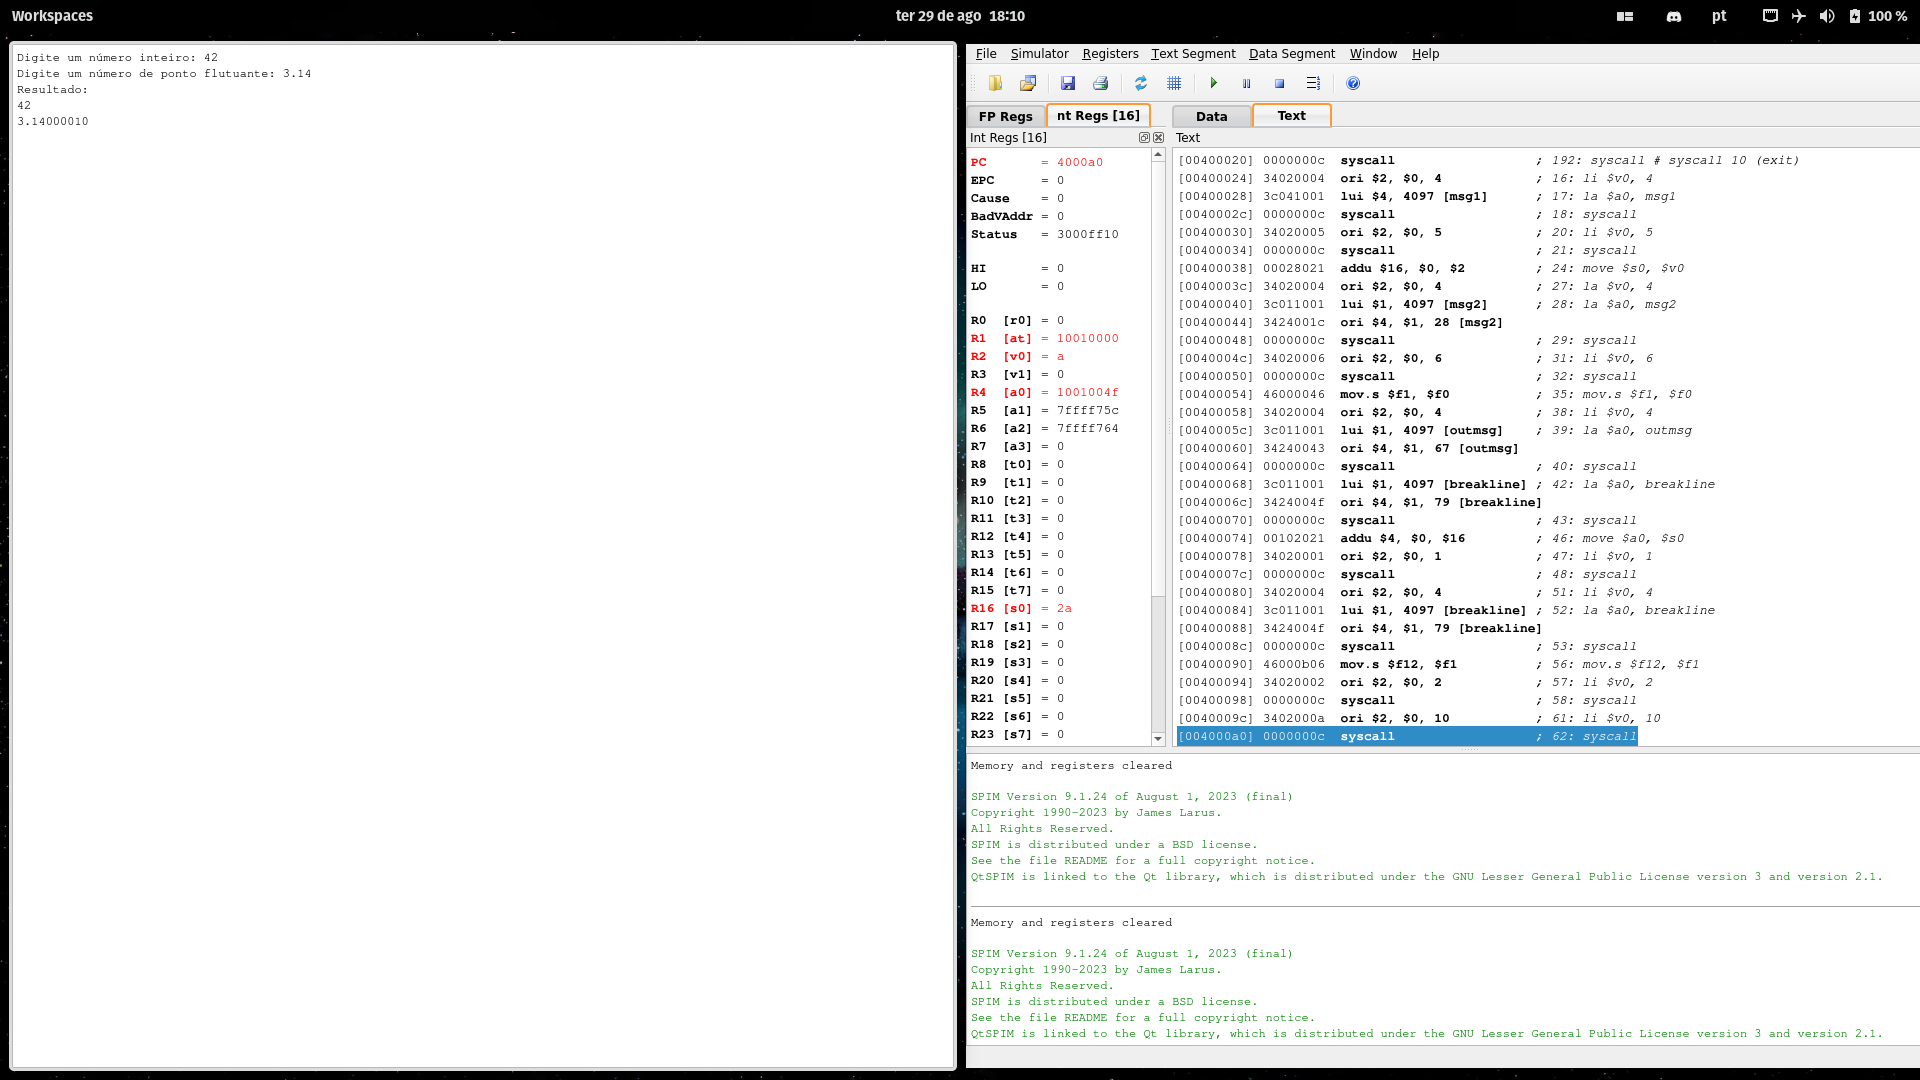 Workspaces
ter 29 de ago 18:10
pt
100 %
Digite um número inteiro: 42
Digite um número de ponto flutuante: 3.14
Resultado:
42
3.14000010
File Simulator Registers Text Segment Data Segment Window Help
FP Regs
nt Regs [16]
Data
Text
Int Regs [16]
PC = 4000a0
EPC = 0
Cause = 0
BadVAddr = 0
Status = 3000ff10
HI = 0
LO = 0
R0 [r0] = 0
R1 [at] = 10010000
R2 [v0] = a
R3 [v1] = 0
R4 [a0] = 1001004f
R5 [a1] = 7ffff75c
R6 [a2] = 7ffff764
R7 [a3] = 0
R8 [t0] = 0
R9 [t1] = 0
R10 [t2] = 0
R11 [t3] = 0
R12 [t4] = 0
R13 [t5] = 0
R14 [t6] = 0
R15 [t7] = 0
R16 [s0] = 2a
R17 [s1] = 0
R18 [s2] = 0
R19 [s3] = 0
R20 [s4] = 0
R21 [s5] = 0
R22 [s6] = 0
R23 [s7] = 0
Text
[00400020] 0000000c syscall ; 192: syscall # syscall 10 (exit)
[00400024] 34020004 ori $2, $0, 4 ; 16: li $v0, 4
[00400028] 3c041001 lui $4, 4097 [msg1] ; 17: la $a0, msg1
[0040002c] 0000000c syscall ; 18: syscall
[00400030] 34020005 ori $2, $0, 5 ; 20: li $v0, 5
[00400034] 0000000c syscall ; 21: syscall
[00400038] 00028021 addu $16, $0, $2 ; 24: move $s0, $v0
[0040003c] 34020004 ori $2, $0, 4 ; 27: la $v0, 4
[00400040] 3c011001 lui $1, 4097 [msg2] ; 28: la $a0, msg2
[00400044] 3424001c ori $4, $1, 28 [msg2]
[00400048] 0000000c syscall ; 29: syscall
[0040004c] 34020006 ori $2, $0, 6 ; 31: li $v0, 6
[00400050] 0000000c syscall ; 32: syscall
[00400054] 46000046 mov.s $f1, $f0 ; 35: mov.s $f1, $f0
[00400058] 34020004 ori $2, $0, 4 ; 38: li $v0, 4
[0040005c] 3c011001 lui $1, 4097 [outmsg] ; 39: la $a0, outmsg
[00400060] 34240043 ori $4, $1, 67 [outmsg]
[00400064] 0000000c syscall ; 40: syscall
[00400068] 3c011001 lui $1, 4097 [breakline] ; 42: la $a0, breakline
[0040006c] 3424004f ori $4, $1, 79 [breakline]
[00400070] 0000000c syscall ; 43: syscall
[00400074] 00102021 addu $4, $0, $16 ; 46: move $a0, $s0
[00400078] 34020001 ori $2, $0, 1 ; 47: li $v0, 1
[0040007c] 0000000c syscall ; 48: syscall
[00400080] 34020004 ori $2, $0, 4 ; 51: li $v0, 4
[00400084] 3c011001 lui $1, 4097 [breakline] ; 52: la $a0, breakline
[00400088] 3424004f ori $4, $1, 79 [breakline]
[0040008c] 0000000c syscall ; 53: syscall
[00400090] 46000b06 mov.s $f12, $f1 ; 56: mov.s $f12, $f1
[00400094] 34020002 ori $2, $0, 2 ; 57: li $v0, 2
[00400098] 0000000c syscall ; 58: syscall
[0040009c] 3402000a ori $2, $0, 10 ; 61: li $v0, 10
[004000a0] 0000000c syscall ; 62: syscall
Memory and registers cleared
SPIM Version 9.1.24 of August 1, 2023 (final)
Copyright 1990-2023 by James Larus.
All Rights Reserved.
SPIM is distributed under a BSD license.
See the file README for a full copyright notice.
QtSPIM is linked to the Qt library, which is distributed under the GNU Lesser General Public License version 3 and version 2.1.
Memory and registers cleared
SPIM Version 9.1.24 of August 1, 2023 (final)
Copyright 1990-2023 by James Larus.
All Rights Reserved.
SPIM is distributed under a BSD license.
See the file README for a full copyright notice.
QtSPIM is linked to the Qt library, which is distributed under the GNU Lesser General Public License version 3 and version 2.1.